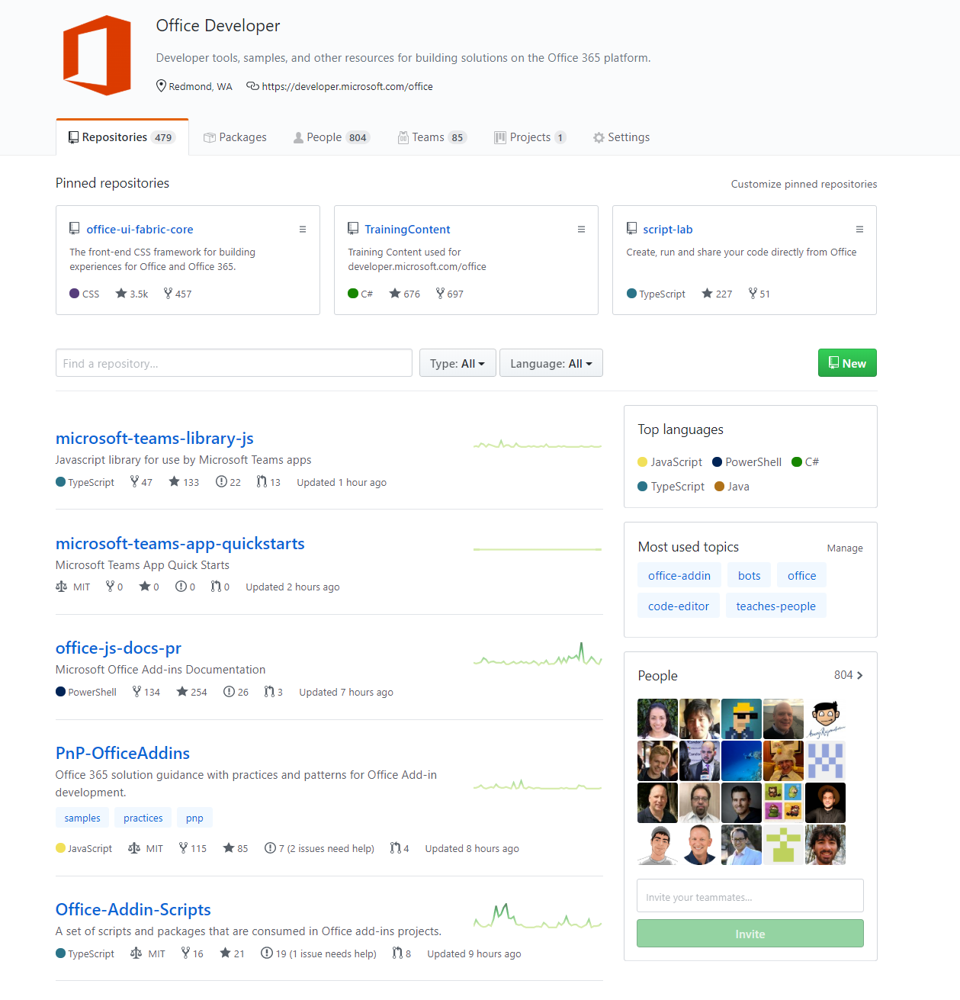 Office Developer
Developer tools, samples, and other resources for building solutions on the Office 365 platform.
Redmond, WA https://developer.microsoft.com/office
Repositories 479 Packages People 804 Teams 85 Projects 1 Settings
Pinned repositories Customize pinned repositories
office-ui-fabric-core
The front-end CSS framework for building
experiences for Office and Office 365.
CSS 3.5k 457
TrainingContent
Training Content used for
developer.microsoft.com/office
C# 676 697
script-lab
Create, run and share your code directly from Office
TypeScript 227 51
Find a repository... Type: All Language: All New
microsoft-teams-library-js
Javascript library for use by Microsoft Teams apps
TypeScript 47 133 22 13 Updated 1 hour ago
microsoft-teams-app-quickstarts
Microsoft Teams App Quick Starts
MIT 0 0 0 0 Updated 2 hours ago
office-js-docs-pr
Microsoft Office Add-ins Documentation
PowerShell 134 254 26 3 Updated 7 hours ago
PnP-OfficeAddins
Office 365 solution guidance with practices and patterns for Office Add-in
development.
samples practices pnp
JavaScript MIT 115 85 7 (2 issues need help) 4 Updated 8 hours ago
Office-Addin-Scripts
A set of scripts and packages that are consumed in Office add-ins projects.
TypeScript MIT 16 21 19 (1 issue needs help) 8 Updated 9 hours ago
Top languages
JavaScript PowerShell C#
TypeScript Java
Most used topics Manage
office-addin bots office
code-editor teaches-people
People 804
Invite your teammates...
Invite